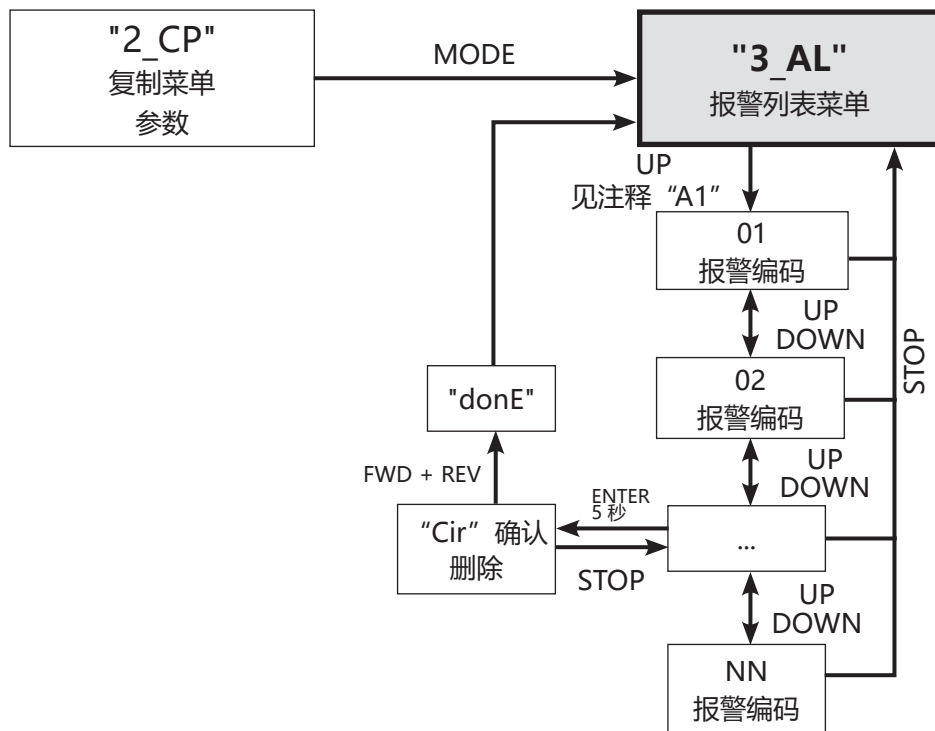 "2_CP"
复制菜单
参数
MODE
"3_AL"
报警列表菜单
UP
见注释“A1”
01
报警编码
UP
DOWN
STOP
"donE"
02
报警编码
FWD + REV
UP
DOWN
ENTER
5 秒
“Cir”确认
删除
STOP
...
UP
DOWN
NN
报警编码